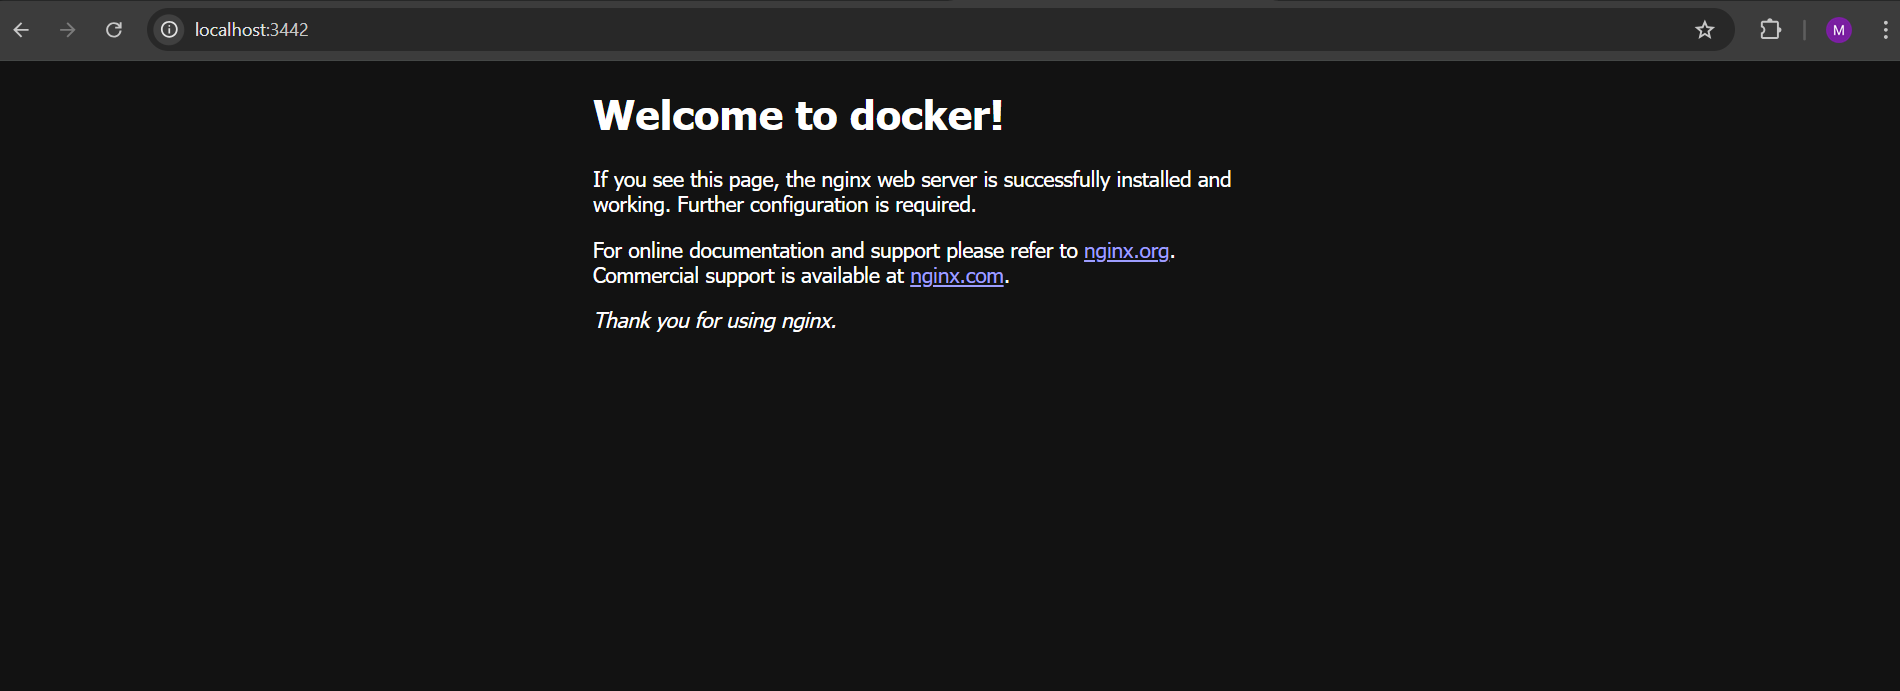 localhost:3442
M
Welcome to docker!
If you see this page, the nginx web server is successfully installed and
working. Further configuration is required.
For online documentation and support please refer to nginx.org.
Commercial support is available at nginx.com.
Thank you for using nginx.